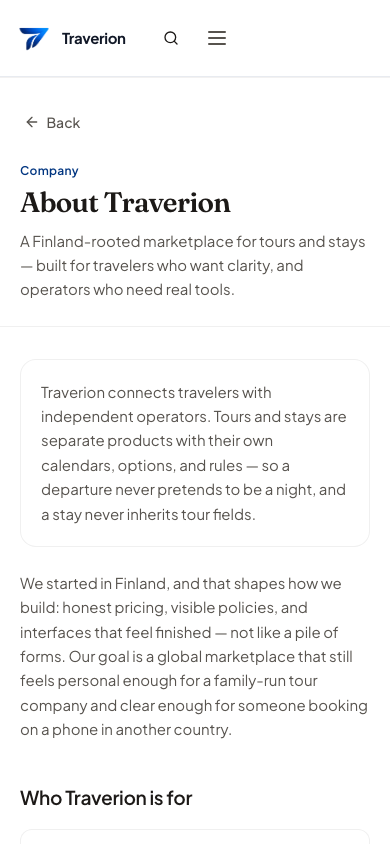 Traverion
Back
Company
About Traverion
A Finland-rooted marketplace for tours and stays
— built for travelers who want clarity, and
operators who need real tools.
Traverion connects travelers with
independent operators. Tours and stays are
separate products with their own
calendars, options, and rules — so a
departure never pretends to be a night, and
a stay never inherits tour fields.
We started in Finland, and that shapes how we
build: honest pricing, visible policies, and
interfaces that feel finished — not like a pile of
forms. Our goal is a global marketplace that still
feels personal enough for a family-run tour
company and clear enough for someone booking
on a phone in another country.
Who Traverion is for